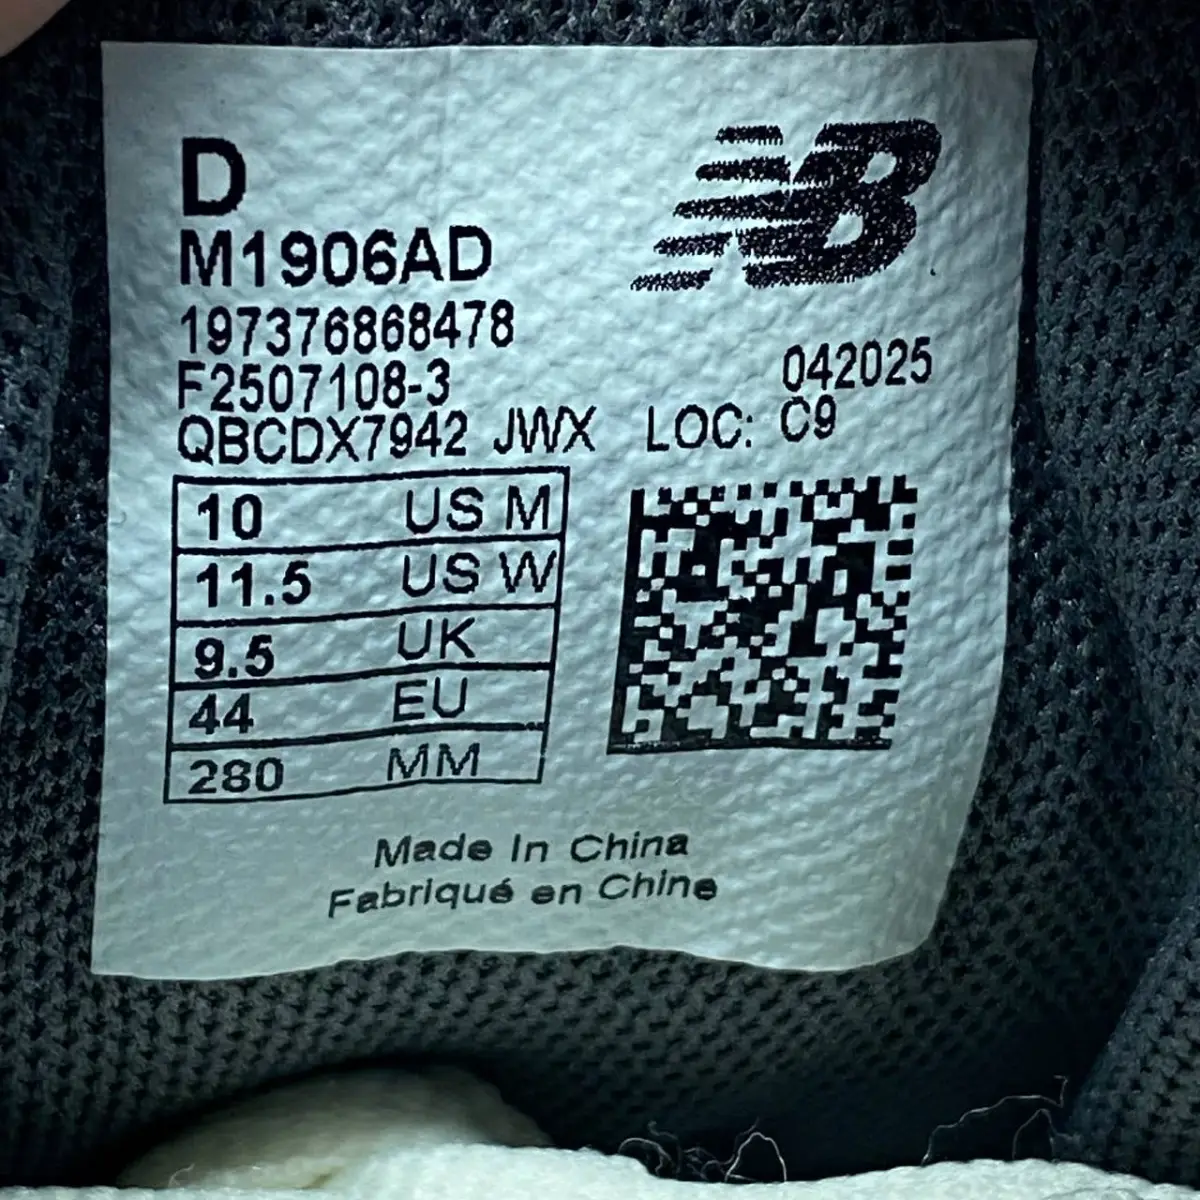 D
NB
M1906AD
197376868478
F2507108-3
042025
QBCDX7942 JWX LOC: C9
10 US M
11.5 US W
9.5 UK
44 EU
280 MM
Made In China
Fabriqué en Chine